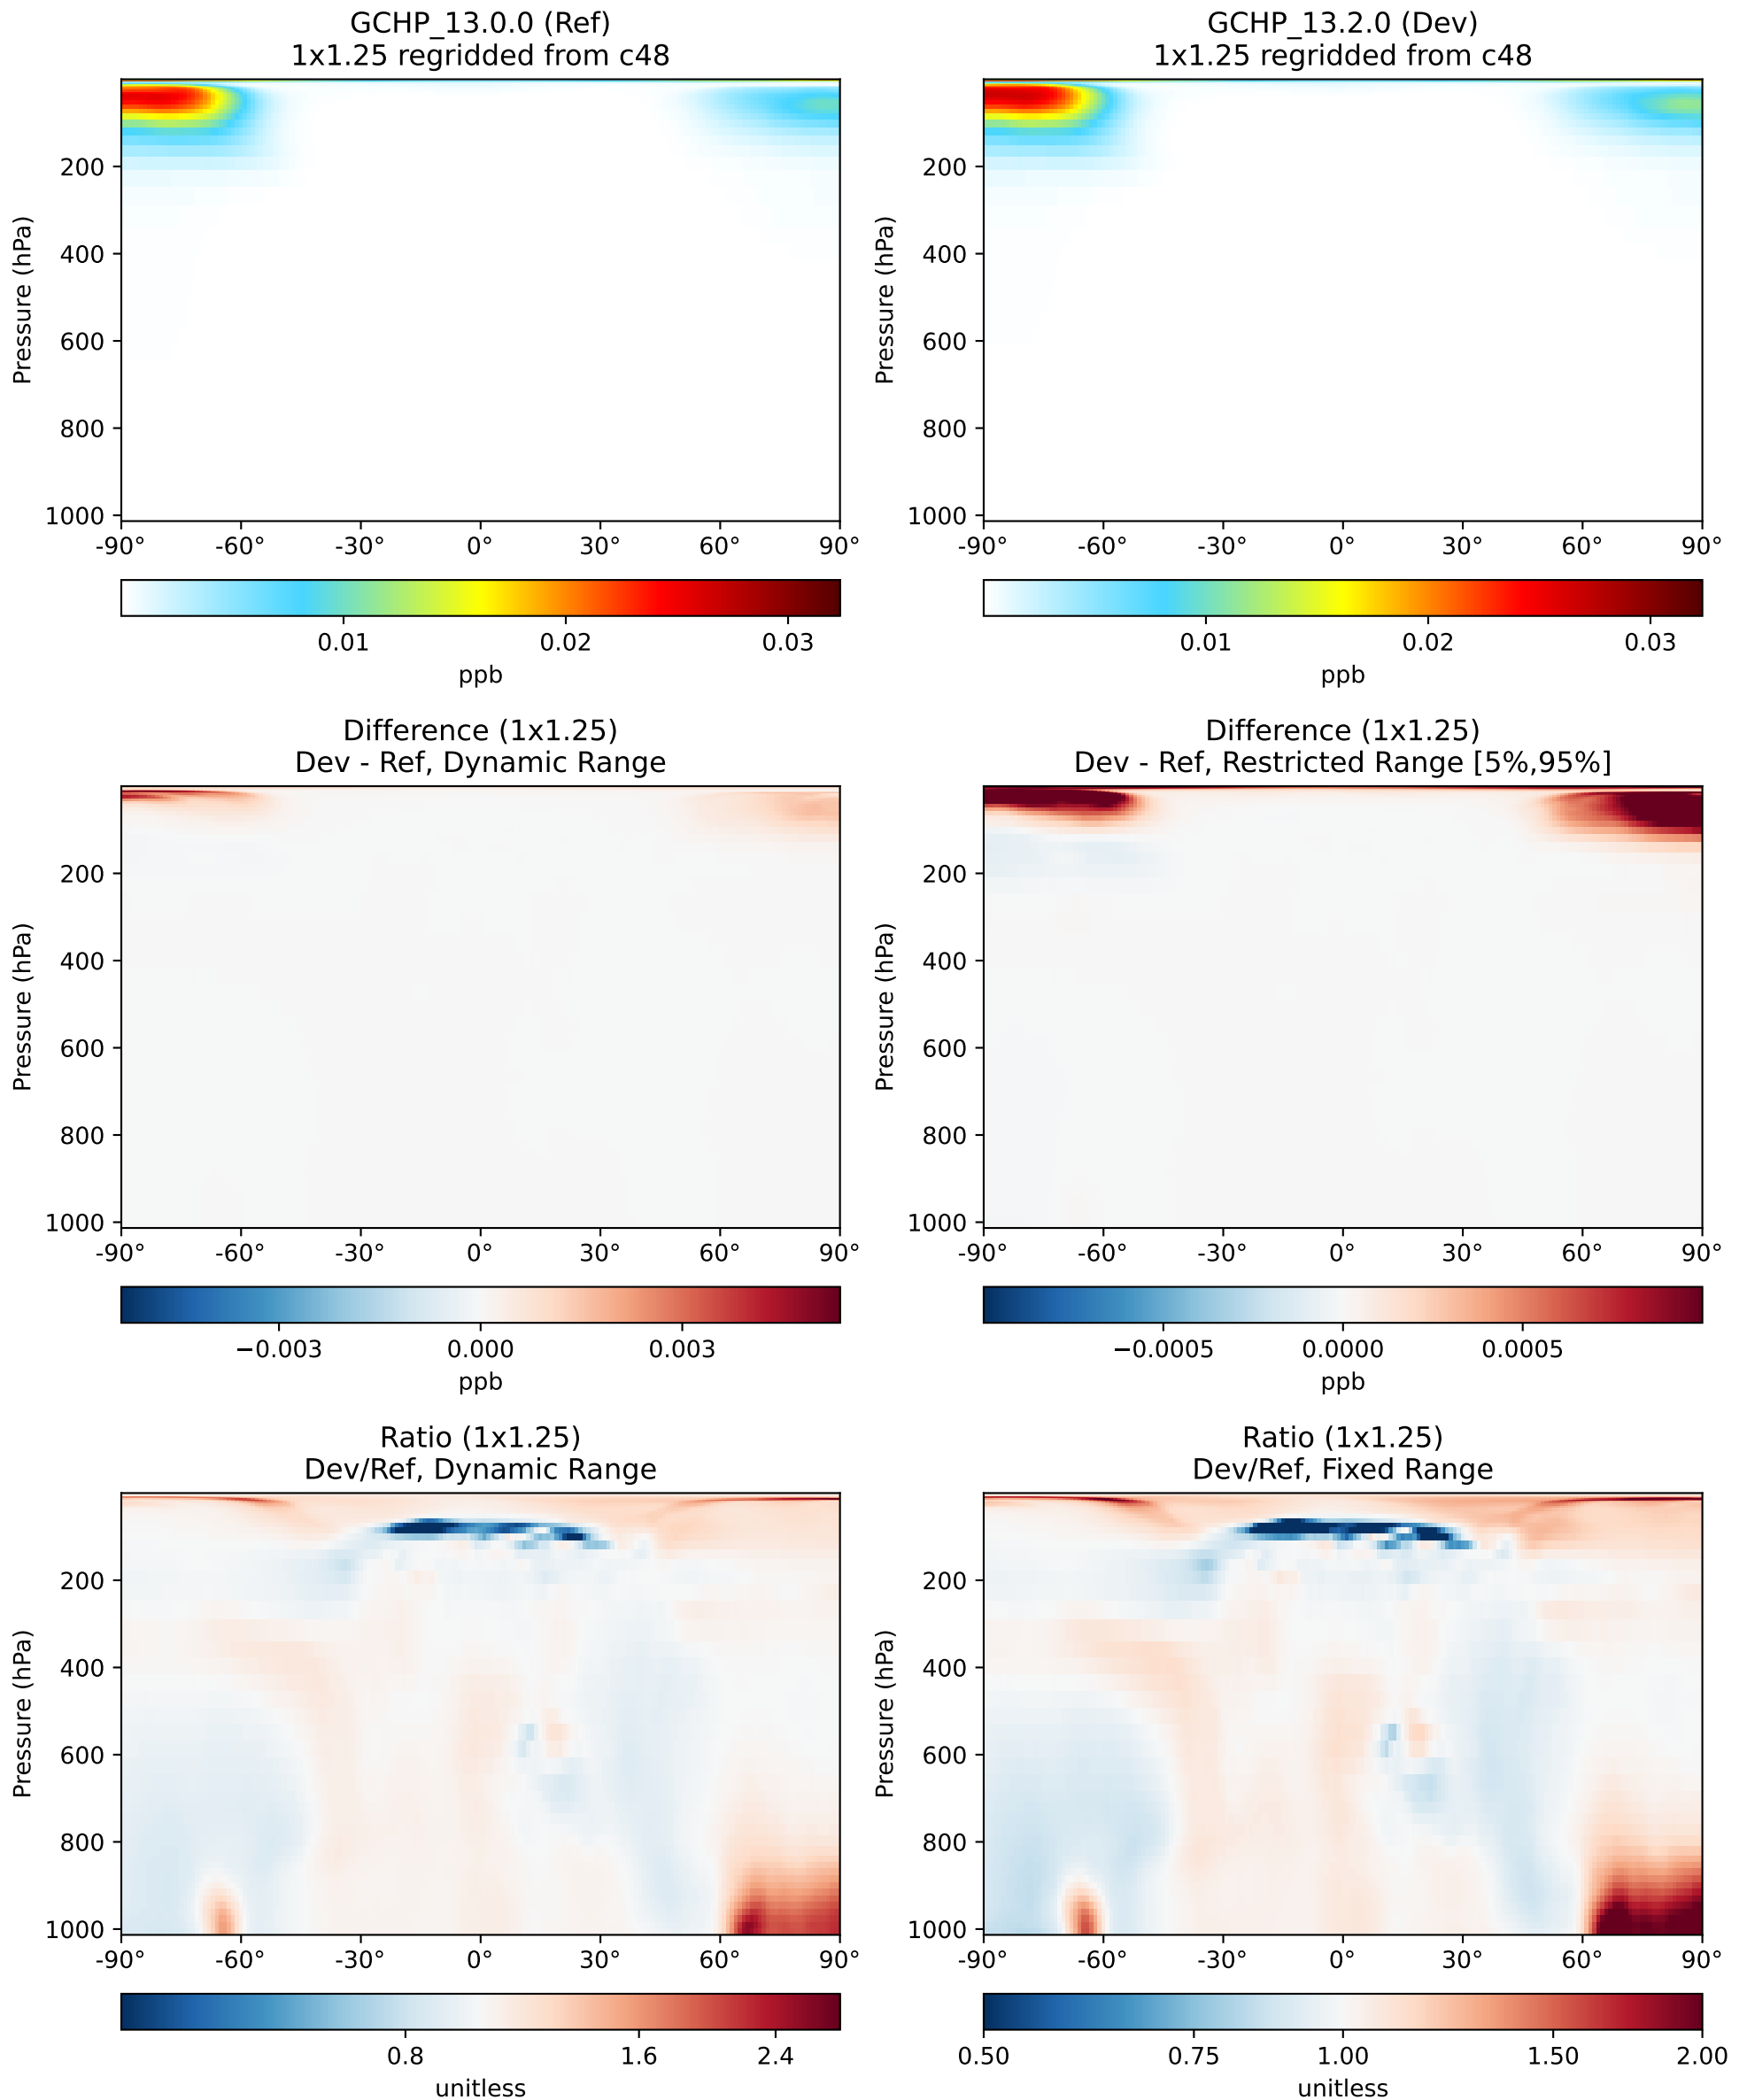 GCHP_13.0.0 (Ref)
1x1.25 regridded from c48
Pressure (hPa)
200
400
600
800
1000
-90° -60° -30° 0° 30° 60° 90°
0.01 0.02 0.03
ppb
GCHP_13.2.0 (Dev)
1x1.25 regridded from c48
Pressure (hPa)
200
400
600
800
1000
-90° -60° -30° 0° 30° 60° 90°
0.01 0.02 0.03
ppb
Difference (1x1.25)
Dev - Ref, Dynamic Range
Pressure (hPa)
200
400
600
800
1000
-90° -60° -30° 0° 30° 60° 90°
−0.003 0.000 0.003
ppb
Difference (1x1.25)
Dev - Ref, Restricted Range [5%,95%]
Pressure (hPa)
200
400
600
800
1000
-90° -60° -30° 0° 30° 60° 90°
−0.0005 0.0000 0.0005
ppb
Ratio (1x1.25)
Dev/Ref, Dynamic Range
Pressure (hPa)
200
400
600
800
1000
-90° -60° -30° 0° 30° 60° 90°
0.8 1.6 2.4
unitless
Ratio (1x1.25)
Dev/Ref, Fixed Range
Pressure (hPa)
200
400
600
800
1000
-90° -60° -30° 0° 30° 60° 90°
0.50 0.75 1.00 1.50 2.00
unitless